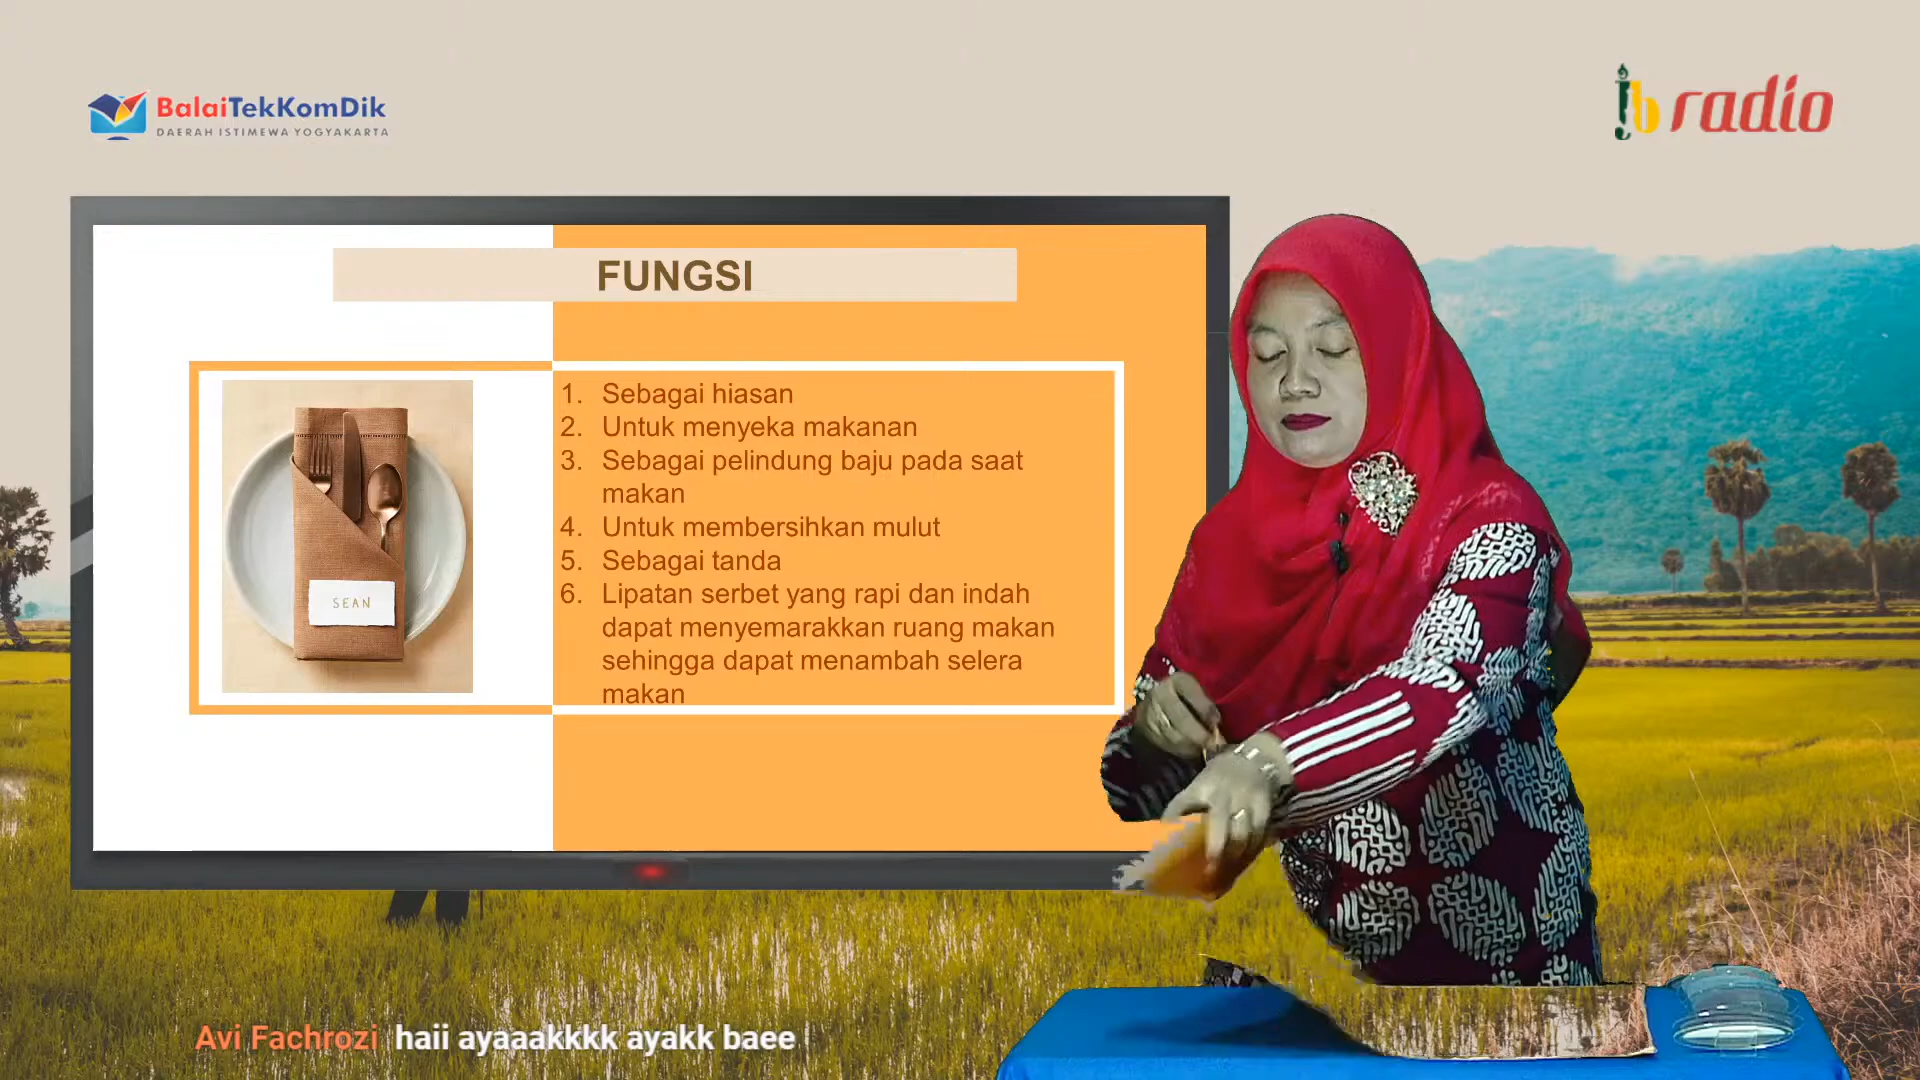 BalaiTekKomDik
DAERAH ISTIMEWA YOGYAKARTA
jb radio
FUNGSI
SEAN
1. Sebagai hiasan
2. Untuk menyeka makanan
3. Sebagai pelindung baju pada saat
makan
4. Untuk membersihkan mulut
5. Sebagai tanda
6. Lipatan serbet yang rapi dan indah
dapat menyemarakkan ruang makan
sehingga dapat menambah selera
makan
Avi Fachrozi haii ayaaakkkk ayakk baee